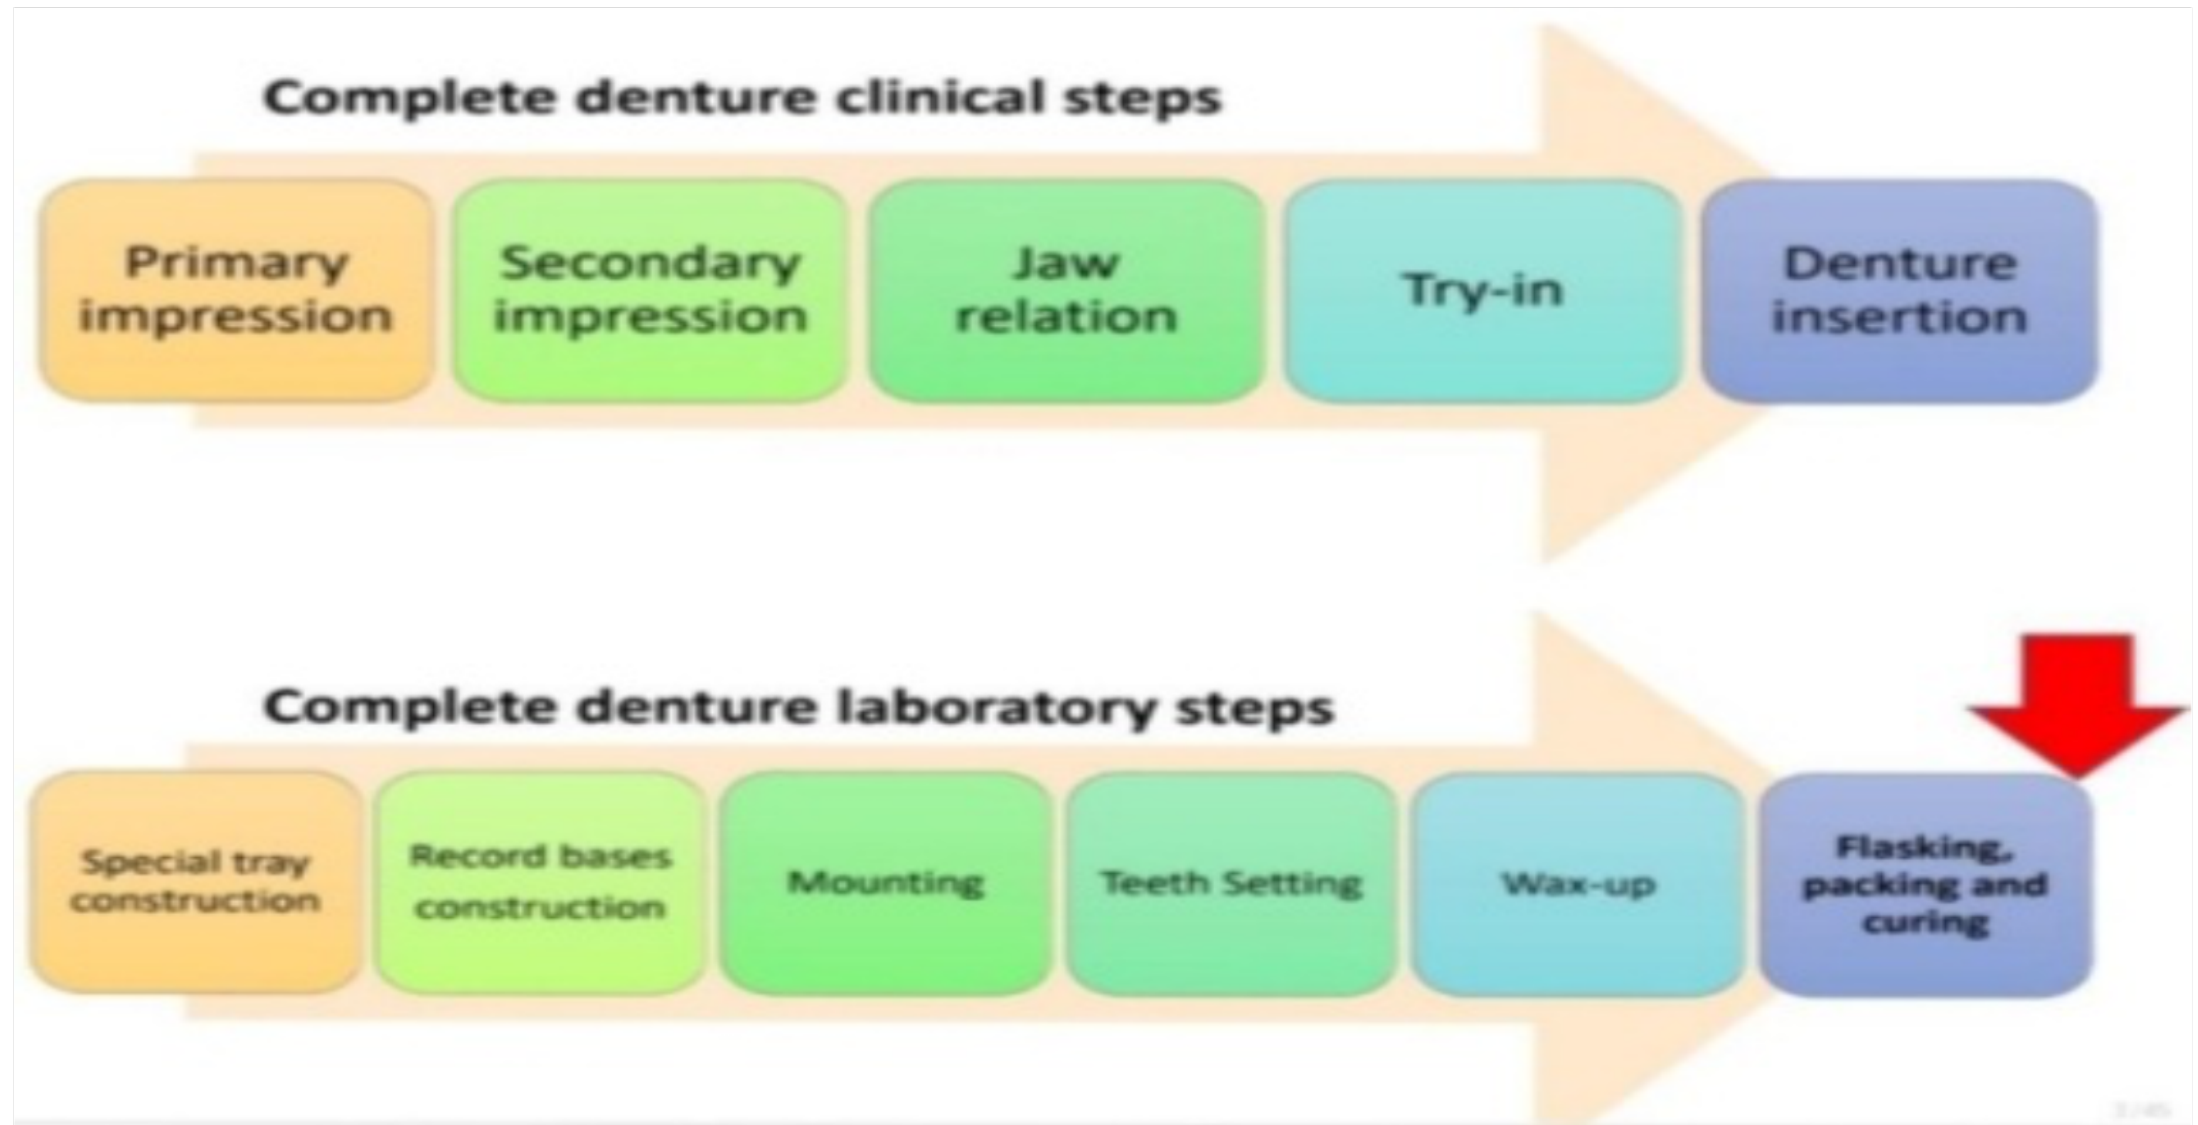 Complete denture clinical steps
Primary
impression
Secondary
impression
Jaw
relation
Try-in
Denture
insertion
Complete denture laboratory steps
Special tray
construction
Record bases
construction
Mounting
Teeth Setting
Wax-up
Flasking,
packing and
curing